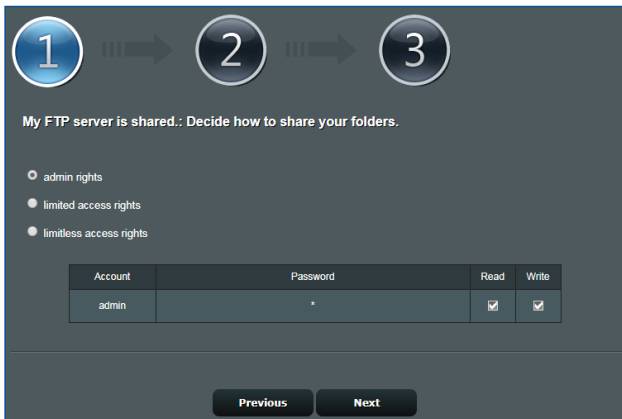 1 2 3
My FTP server is shared.: Decide how to share your folders.
admin rights
limited access rights
limitless access rights
Account Password Read Write
admin *
Previous Next